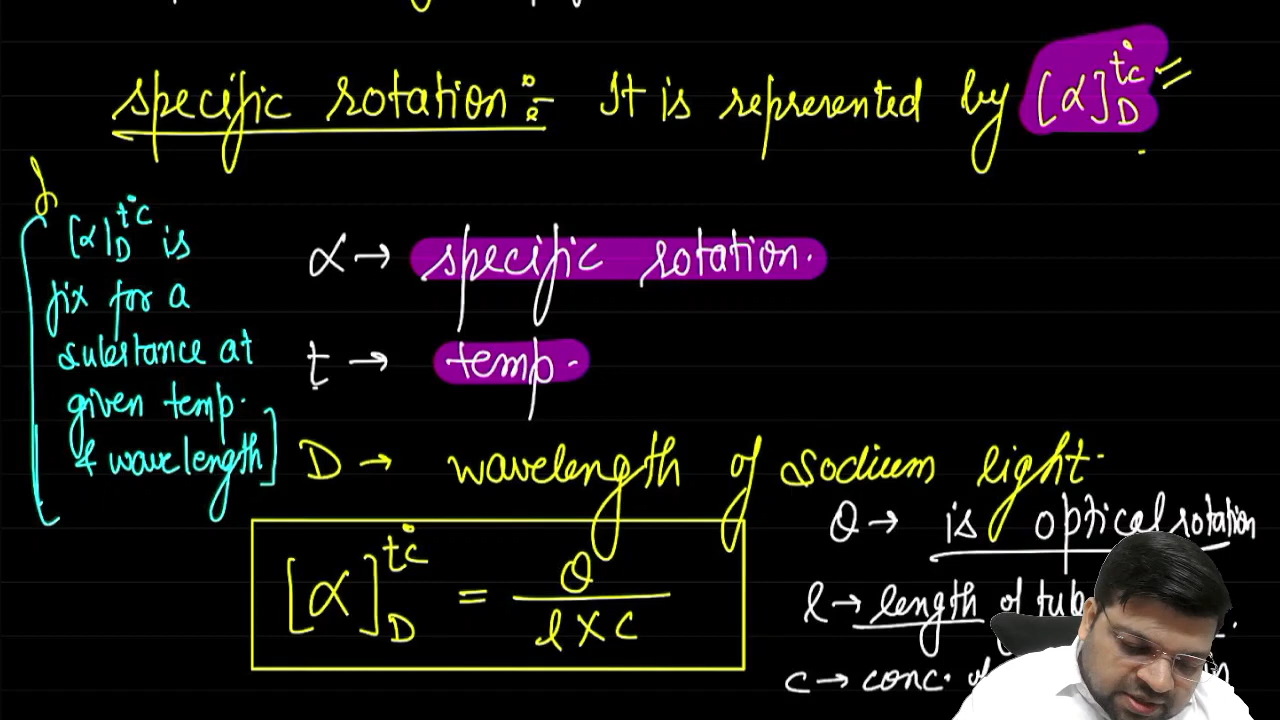 specific rotation :- It is represented by [α]D t°c =
[α]D t°c is
fix for a
substance at
given temp.
& wavelength]
α → specific rotation.
t → temp.
D → wavelength of sodium light.
θ → is optical rotation
l → length of
c → conc.
[α]D t°c = θ / l x c